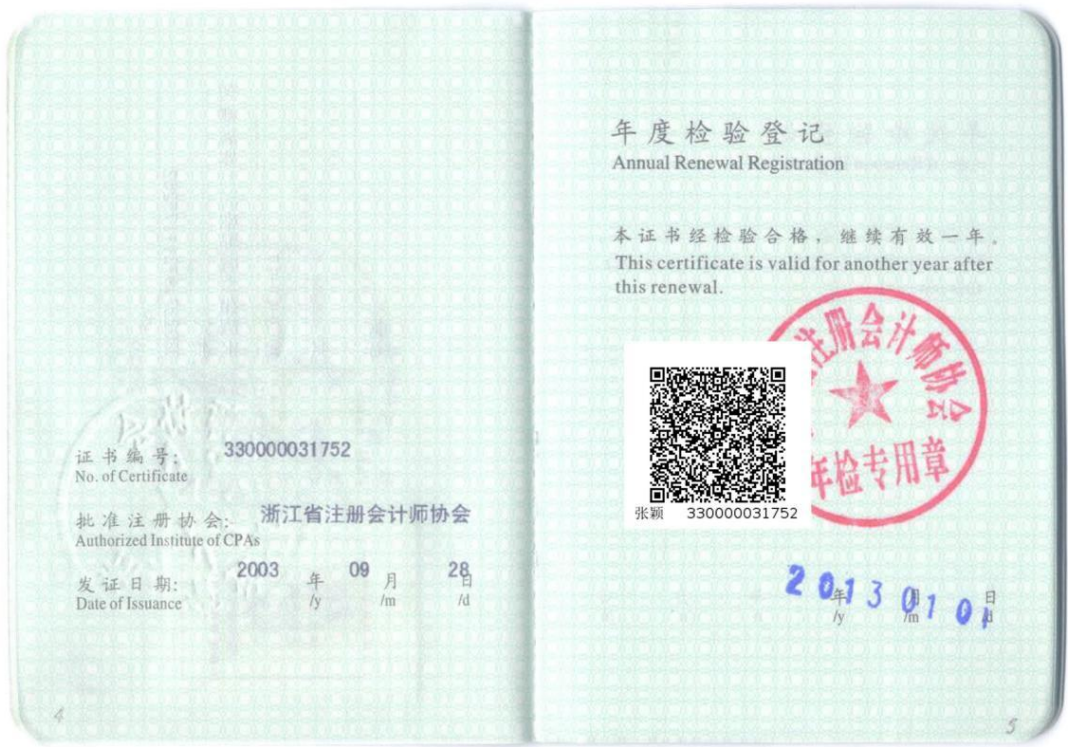 证书编号: 330000031752
No. of Certificate
批准注册协会: 浙江省注册会计师协会
Authorized Institute of CPAs
发证日期: 2003 年 09 月 28 日
Date of Issuance /y /m /d
4
年度检验登记
Annual Renewal Registration
本证书经检验合格，继续有效一年。
This certificate is valid for another year after
this renewal.
注册会计师协会
年检专用章
张颖 330000031752
2013 年 01 月 01 日
/y /m /d
5